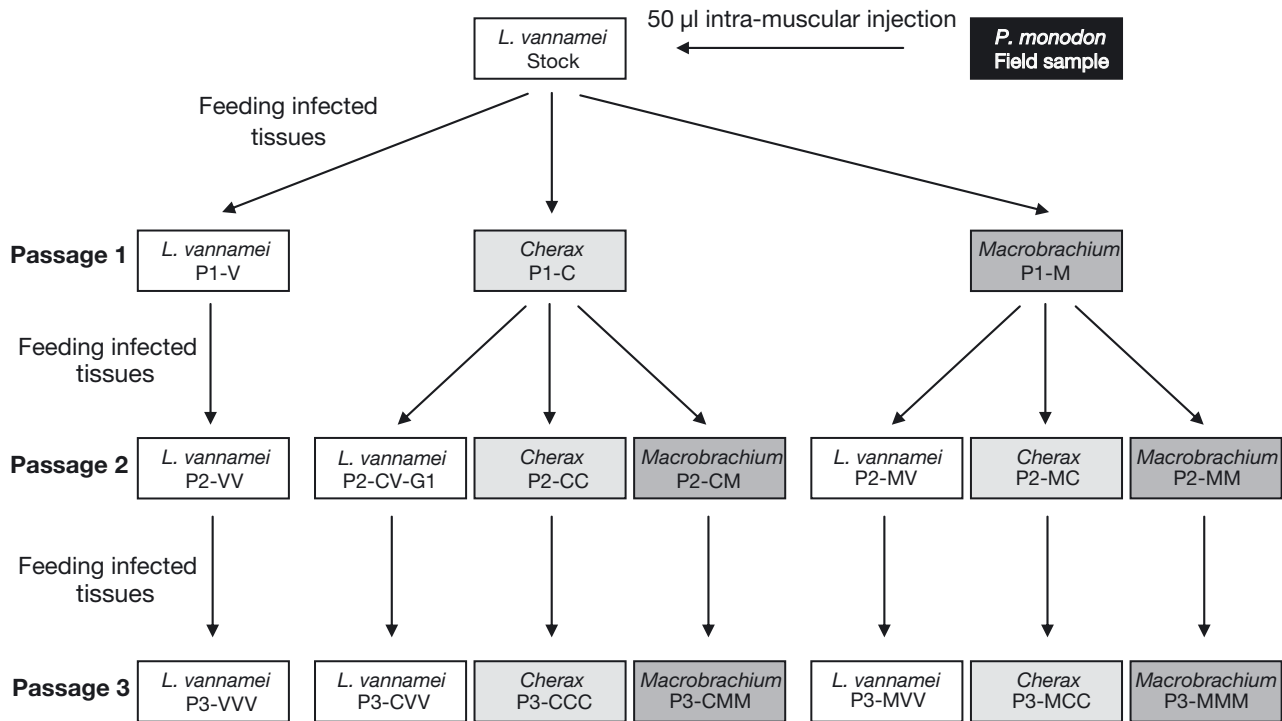 50 µl intra-muscular injection
L. vannamei
Stock
P. monodon
Field sample
Feeding infected
tissues
Passage 1
L. vannamei
P1-V
Cherax
P1-C
Macrobrachium
P1-M
Feeding infected
tissues
Passage 2
L. vannamei
P2-VV
L. vannamei
P2-CV-G1
Cherax
P2-CC
Macrobrachium
P2-CM
L. vannamei
P2-MV
Cherax
P2-MC
Macrobrachium
P2-MM
Feeding infected
tissues
Passage 3
L. vannamei
P3-VVV
L. vannamei
P3-CVV
Cherax
P3-CCC
Macrobrachium
P3-CMM
L. vannamei
P3-MVV
Cherax
P3-MCC
Macrobrachium
P3-MMM